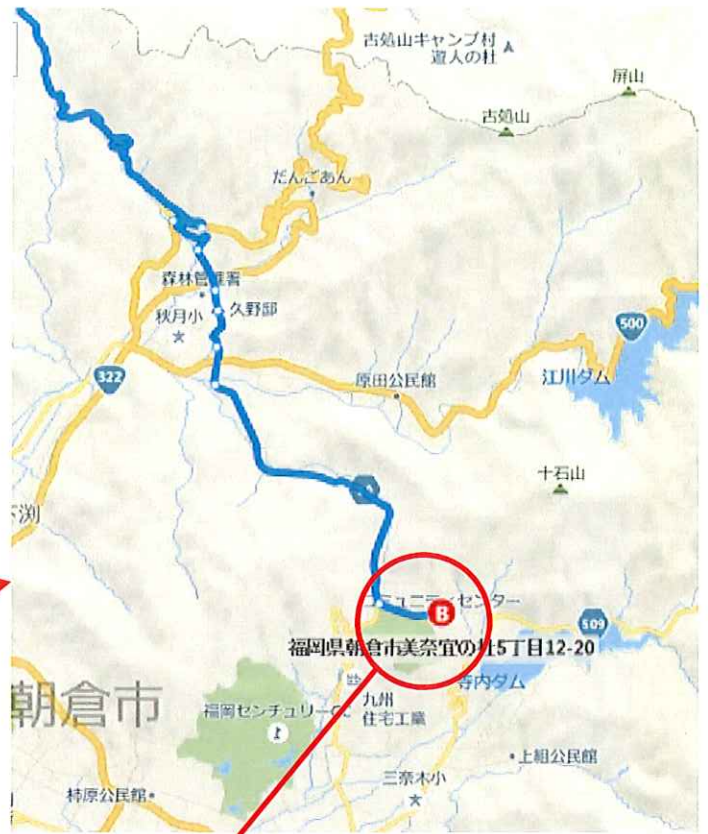 古処山キャンプ村
遊人の杜
屏山
古処山
だんごあん
森林管理署
久野邸
秋月小
500
322
原田公民館
江川ダム
十石山
下渕
コミュニティセンター
B
509
福岡県朝倉市美奈宜の杜5丁目12-20
寺内ダム
朝倉市
九州
住宅工業
福岡センチュリーGC
上組公民館
三奈木小
柿原公民館